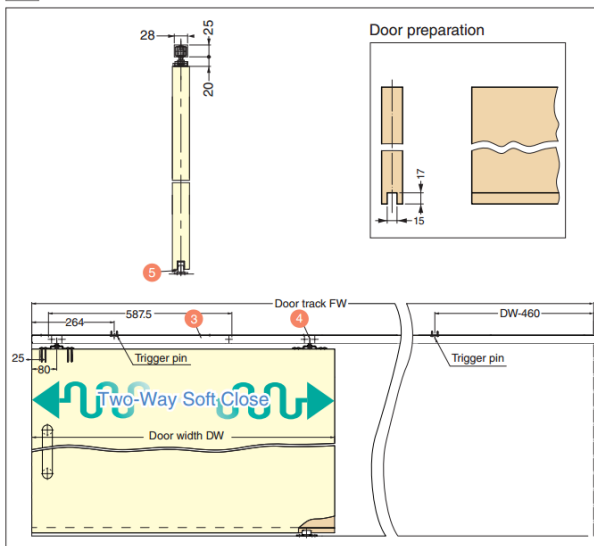 28
25
20
Door preparation
17
15
5
Door track FW
587.5
3
4
DW-460
264
Trigger pin
Trigger pin
25
80
Two-Way Soft Close
Door width DW